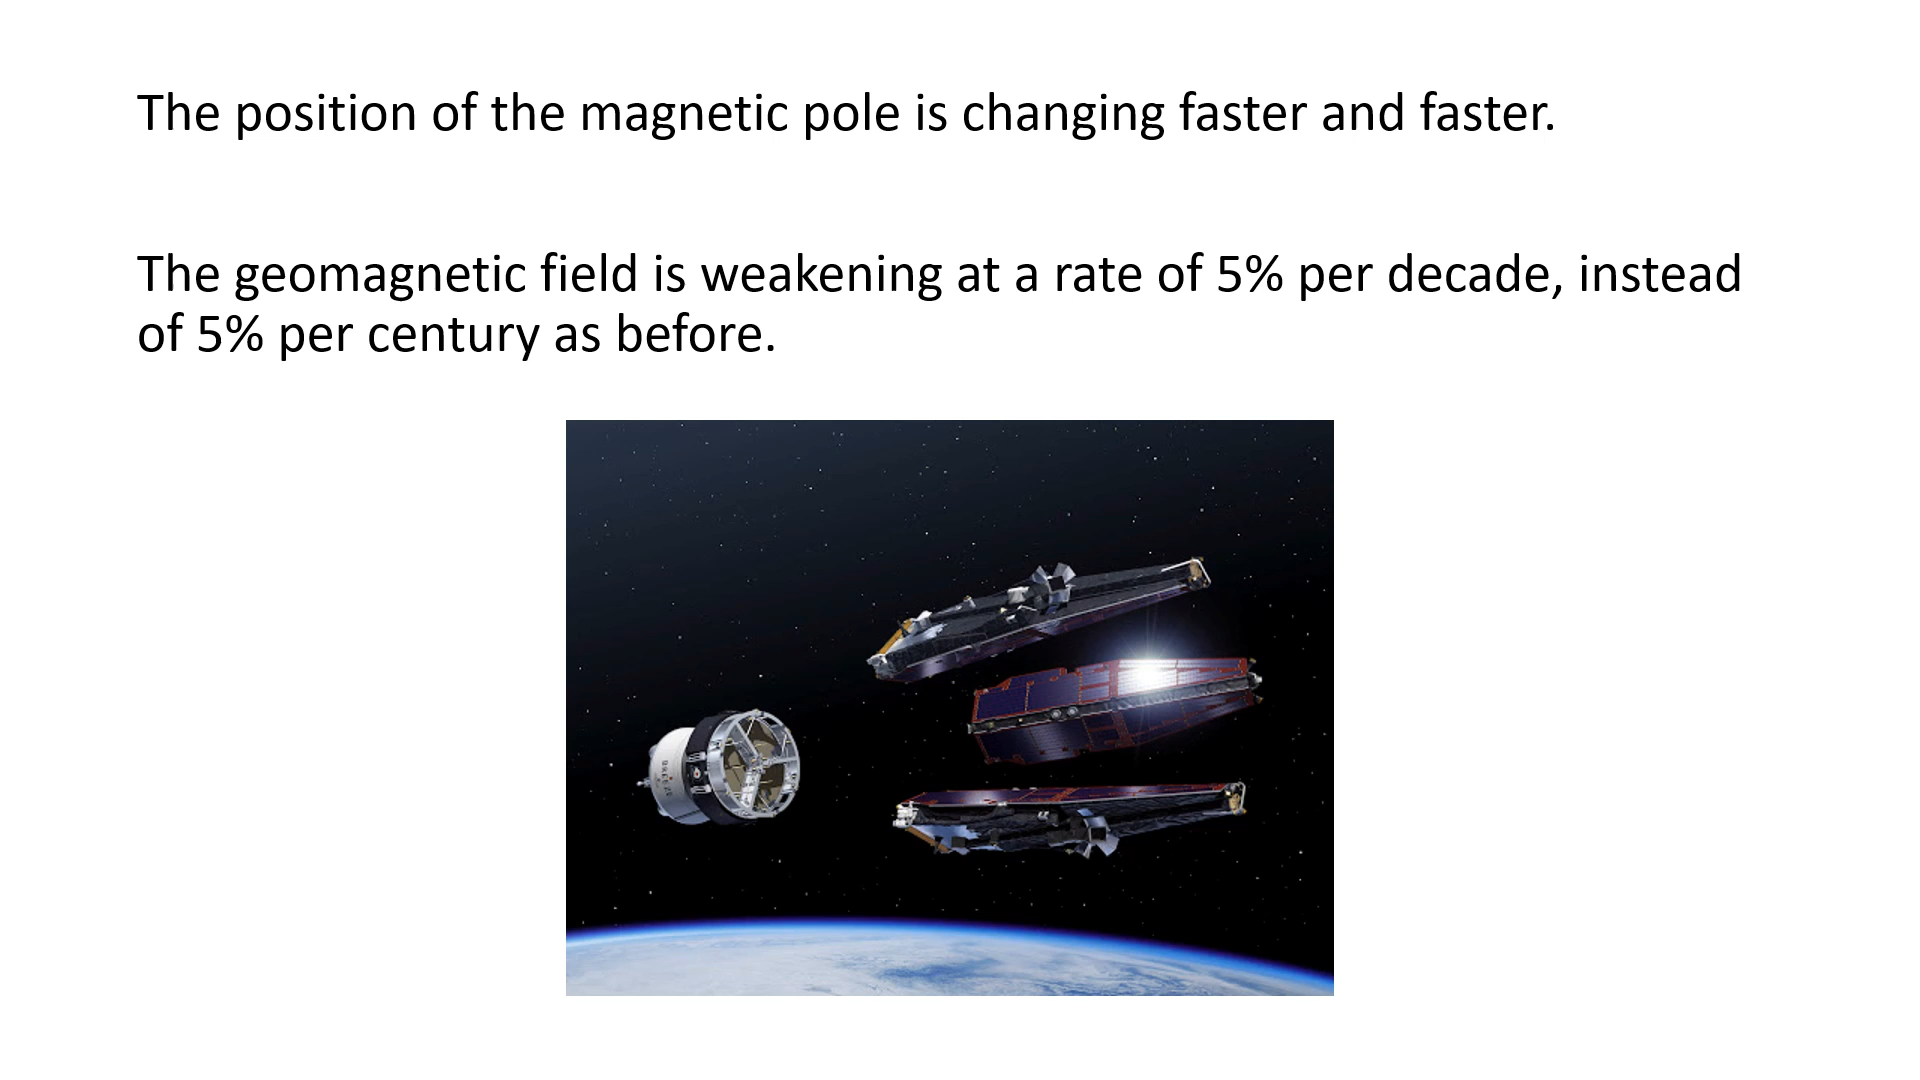 The position of the magnetic pole is changing faster and faster.
The geomagnetic field is weakening at a rate of 5% per decade, instead
of 5% per century as before.